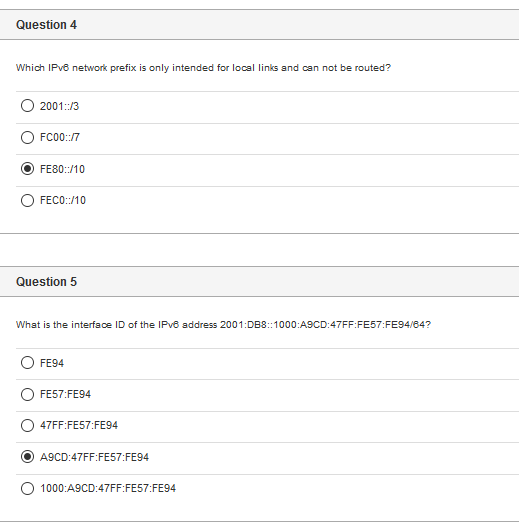 Question 4
Which IPv6 network prefix is only intended for local links and can not be routed?
2001::/3
FC00::/7
FE80::/10
FEC0::/10
Question 5
What is the interface ID of the IPv6 address 2001:DB8::1000:A9CD:47FF:FE57:FE94/64?
FE94
FE57:FE94
47FF:FE57:FE94
A9CD:47FF:FE57:FE94
1000:A9CD:47FF:FE57:FE94